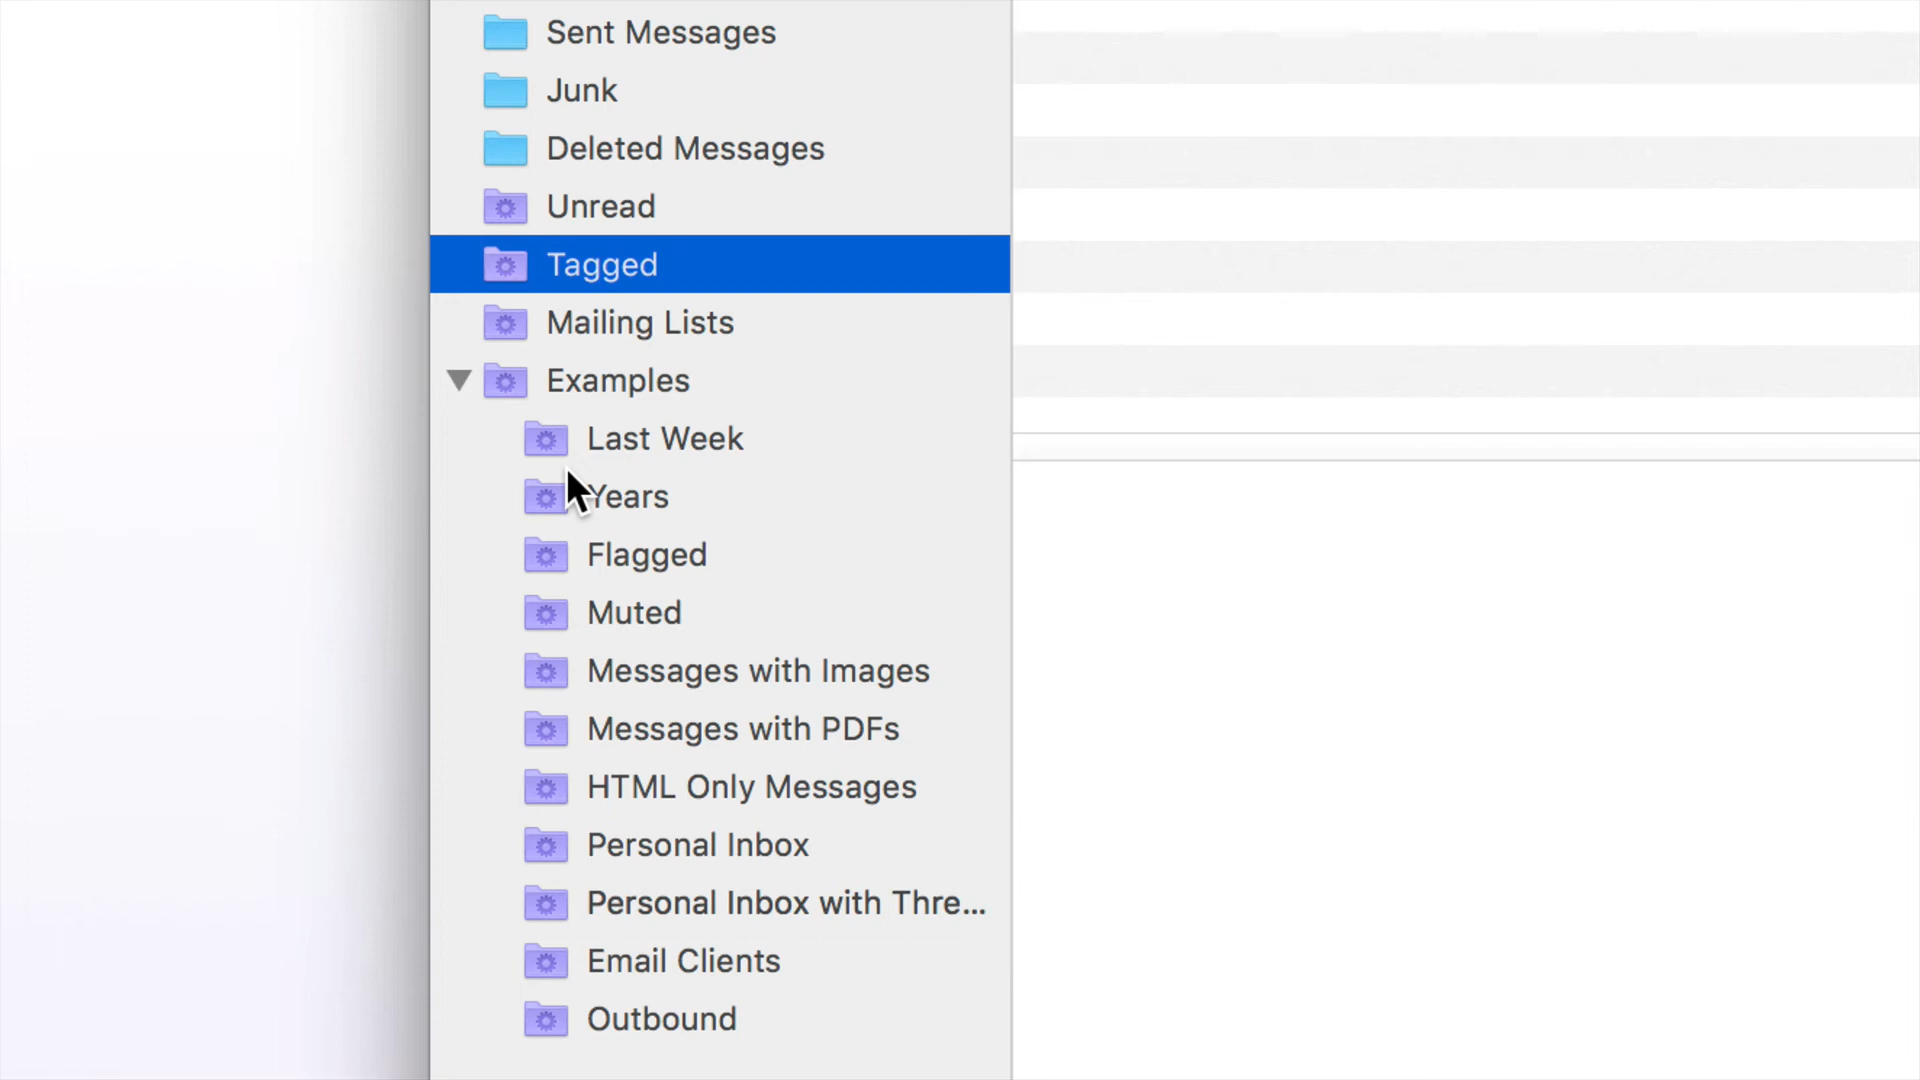 Sent Messages
Junk
Deleted Messages
Unread
Tagged
Mailing Lists
Examples
Last Week
Years
Flagged
Muted
Messages with Images
Messages with PDFs
HTML Only Messages
Personal Inbox
Personal Inbox with Thre...
Email Clients
Outbound